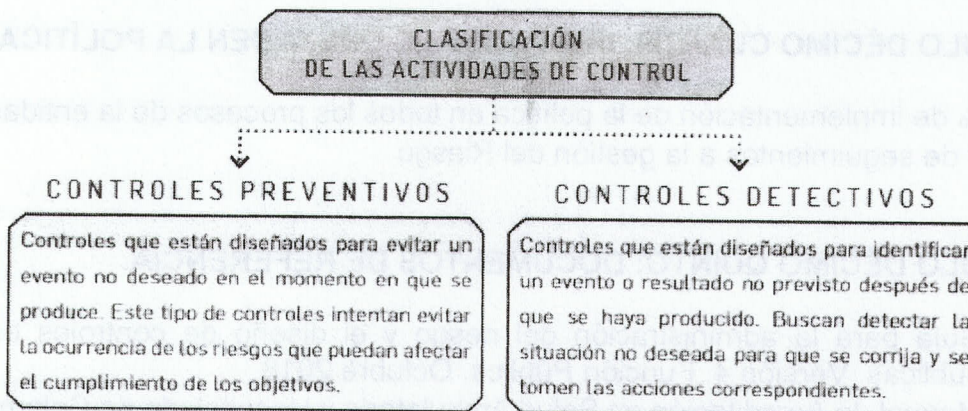 CLASIFICACIÓN
DE LAS ACTIVIDADES DE CONTROL
CONTROLES PREVENTIVOS
Controles que están diseñados para evitar un
evento no deseado en el momento en que se
produce. Este tipo de controles intentan evitar
la ocurrencia de los riesgos que puedan afectar
el cumplimiento de los objetivos.
CONTROLES DETECTIVOS
Controles que están diseñados para identificar
un evento o resultado no previsto después de
que se haya producido. Buscan detectar la
situación no deseada para que se corrija y se
tomen las acciones correspondientes.